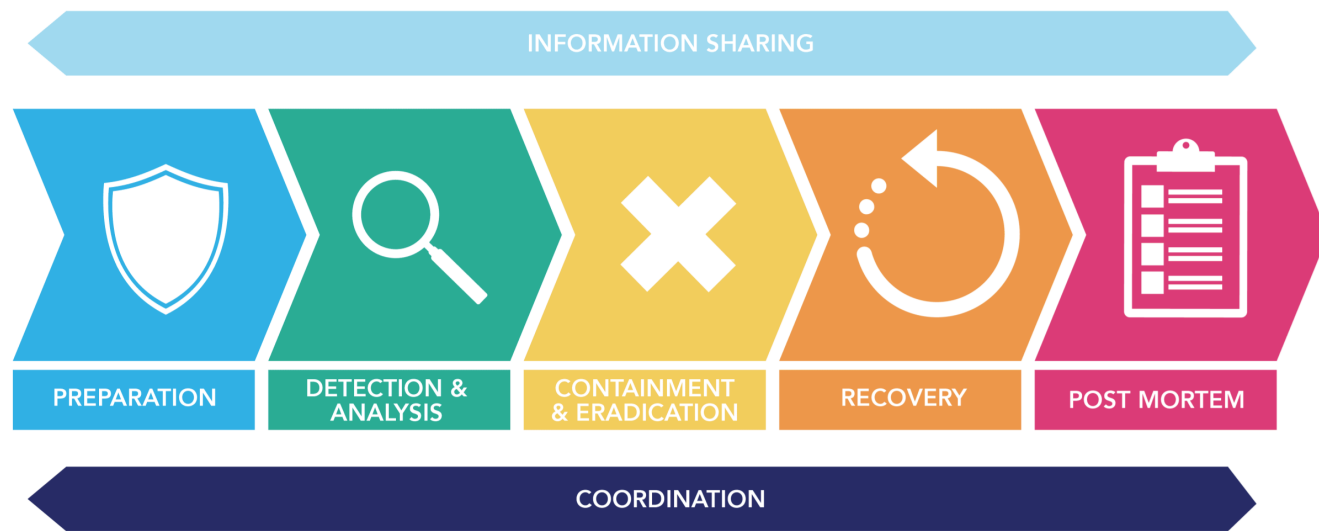 INFORMATION SHARING
PREPARATION
DETECTION &
ANALYSIS
CONTAINMENT
& ERADICATION
RECOVERY
POST MORTEM
COORDINATION